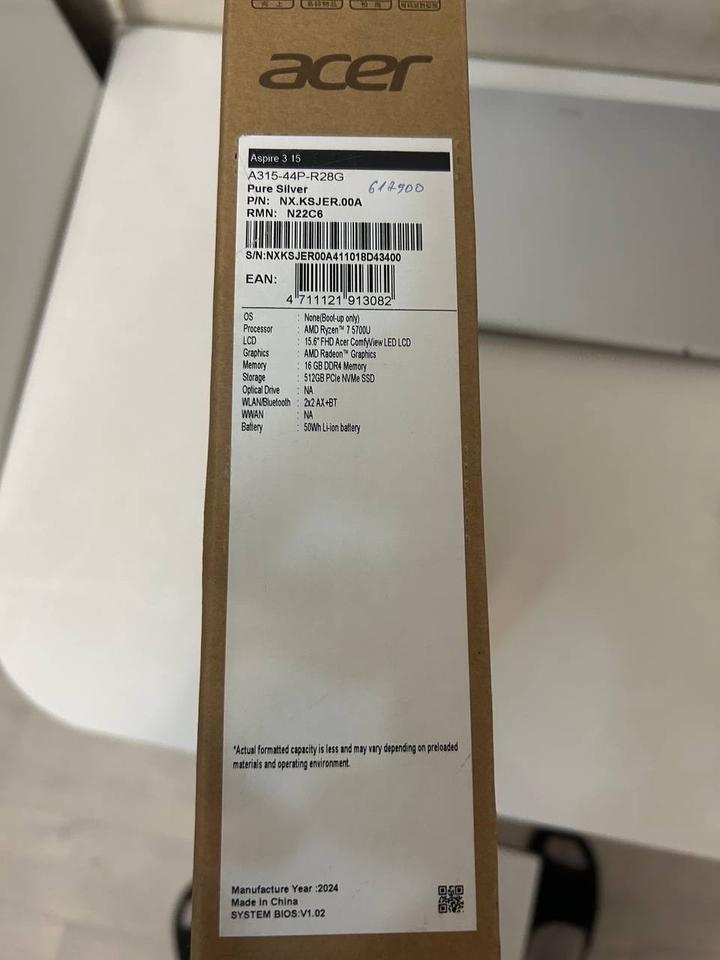 acer
Aspire 3 15
A315-44P-R28G
617900
Pure Silver
P/N: NX.KSJER.00A
RMN: N22C6
S/N:NXKSJER00A411018D43400
EAN:
4 711121 913082
OS : None(Boot-up only)
Processor : AMD Ryzen™ 7 5700U
LCD : 15.6" FHD Acer ComfyView LED LCD
Graphics : AMD Radeon™ Graphics
Memory : 16 GB DDR4 Memory
Storage : 512GB PCIe NVMe SSD
Optical Drive : NA
WLAN/Bluetooth : 2x2 AX+BT
WWAN : NA
Battery : 50Wh Li-ion battery
*Actual formatted capacity is less and may vary depending on preloaded
materials and operating environment.
Manufacture Year :2024
Made in China
SYSTEM BIOS:V1.02